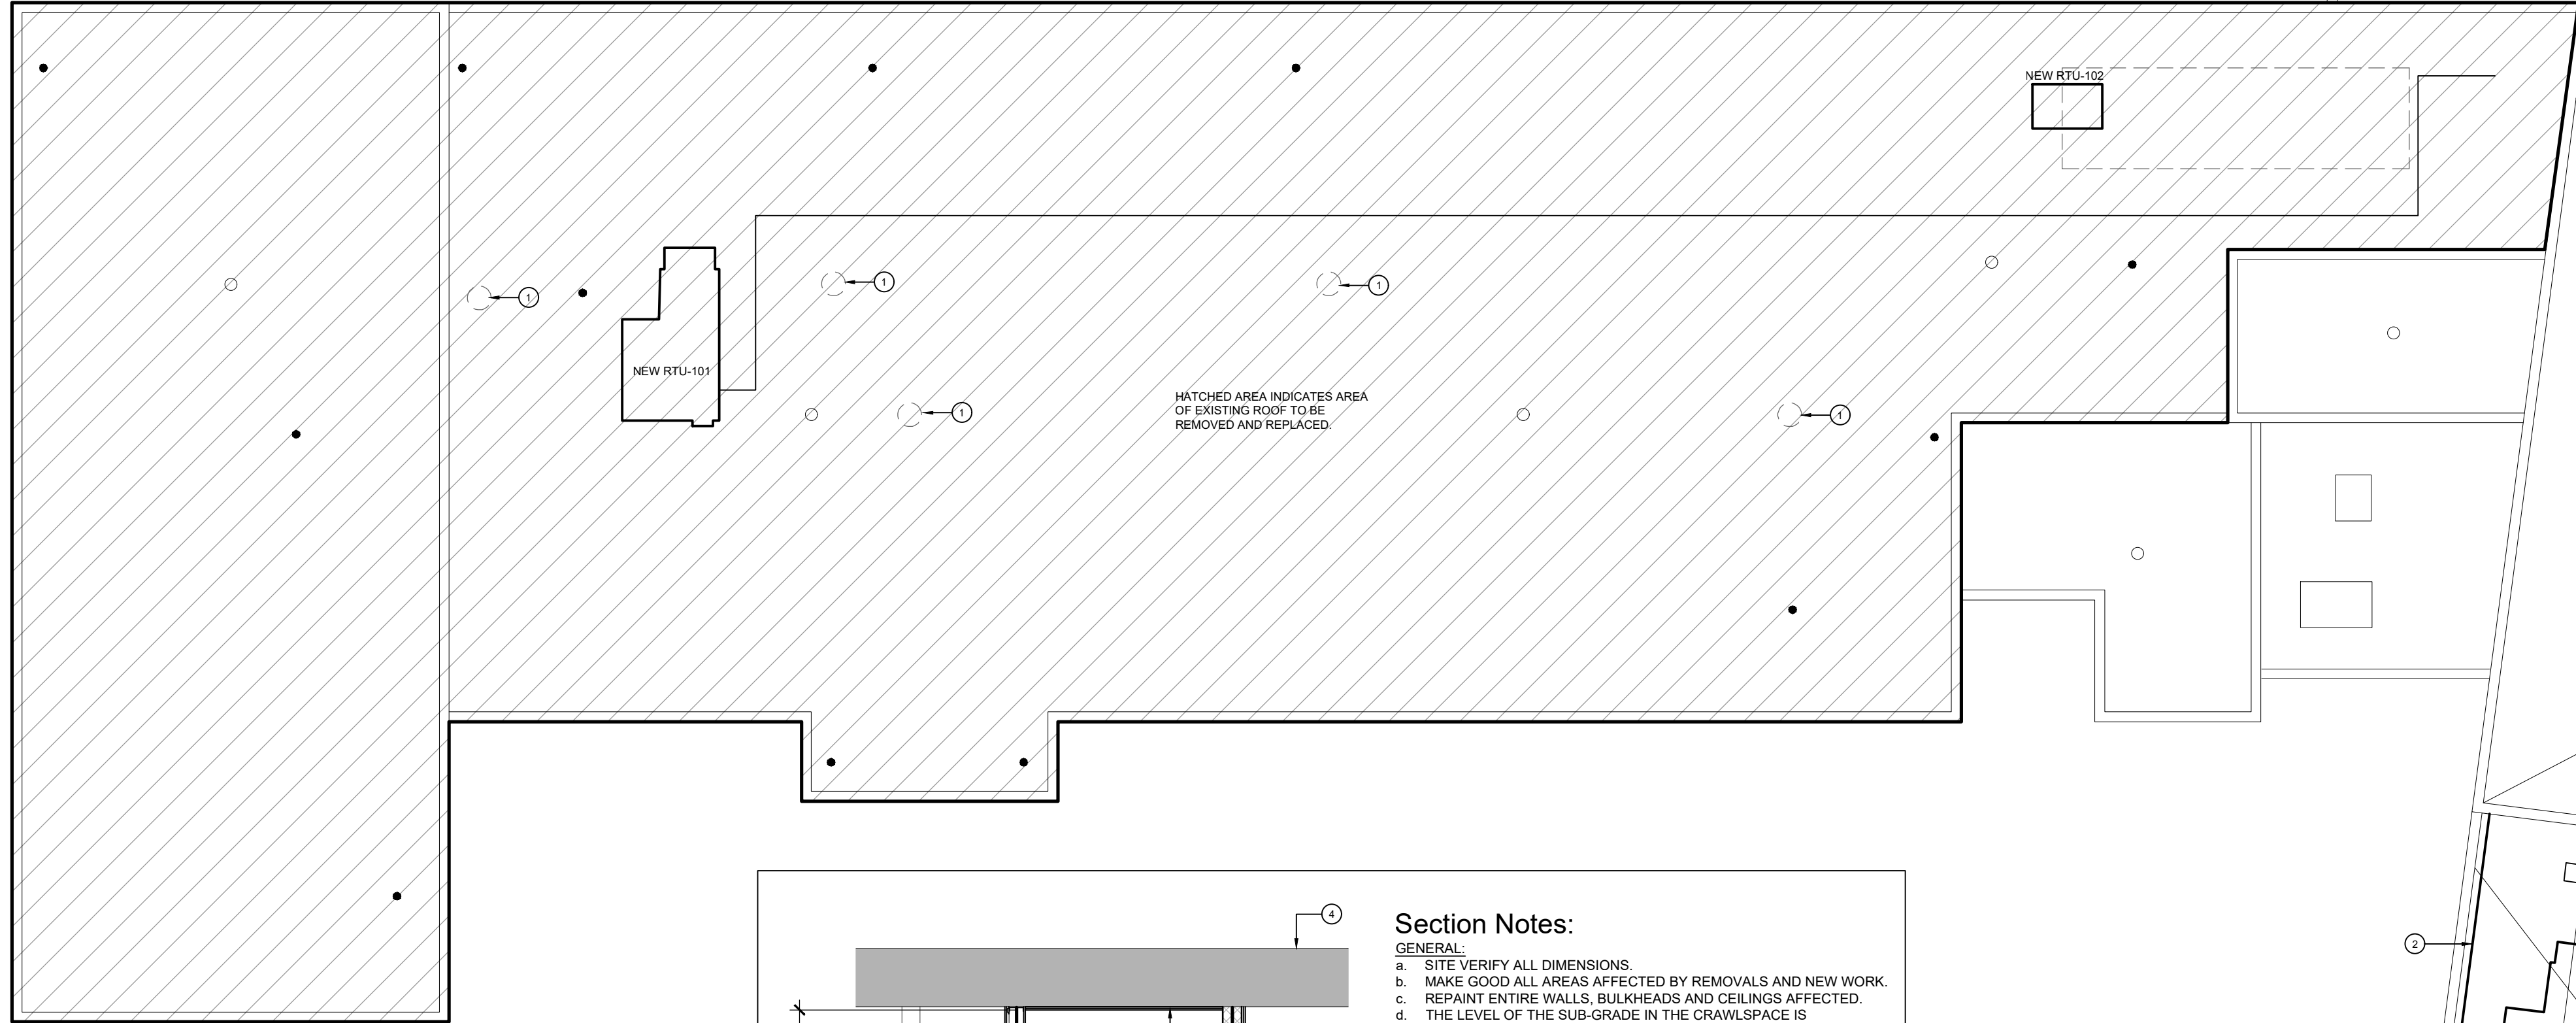 NEW RTU-102
1
1
1
NEW RTU-101
HATCHED AREA INDICATES AREA
OF EXISTING ROOF TO BE
REMOVED AND REPLACED.
1
1
4
Section Notes:
GENERAL:
a. SITE VERIFY ALL DIMENSIONS.
b. MAKE GOOD ALL AREAS AFFECTED BY REMOVALS AND NEW WORK.
c. REPAINT ENTIRE WALLS, BULKHEADS AND CEILINGS AFFECTED.
d. THE LEVEL OF THE SUB-GRADE IN THE CRAWLSPACE IS
2